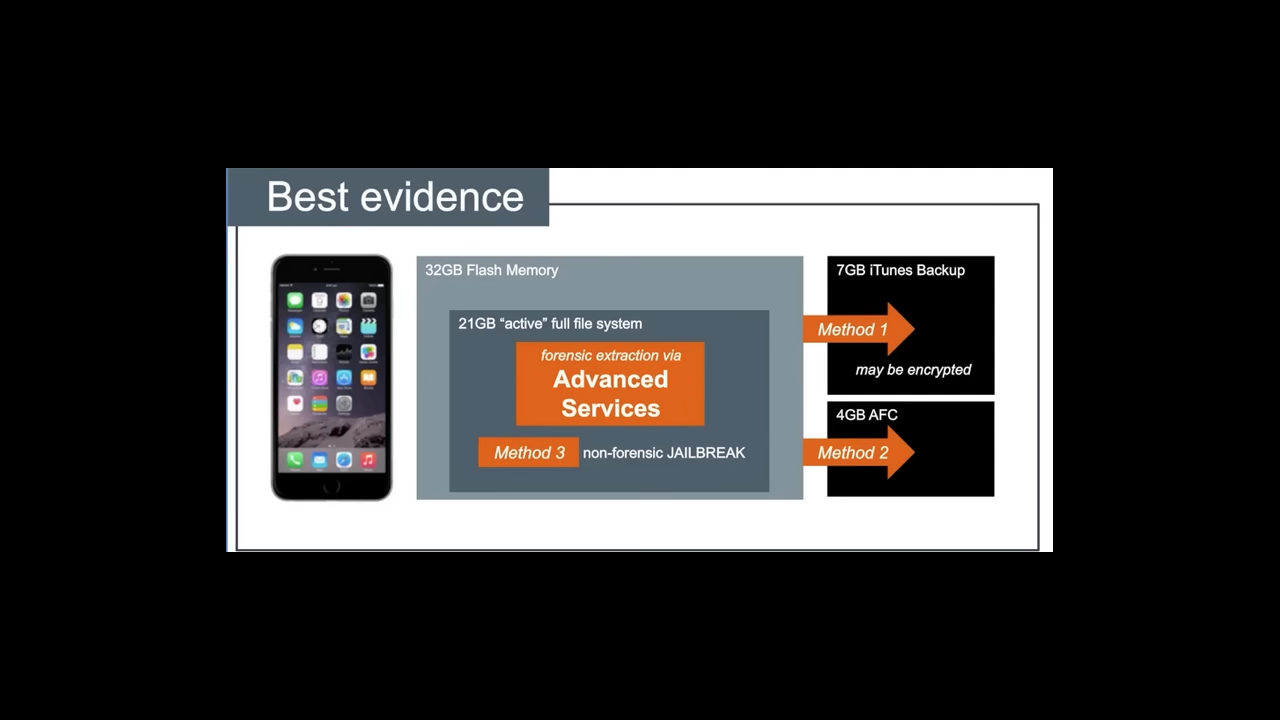 Best evidence
32GB Flash Memory
21GB “active” full file system
forensic extraction via
Advanced
Services
Method 3 non-forensic JAILBREAK
7GB iTunes Backup
Method 1
may be encrypted
4GB AFC
Method 2